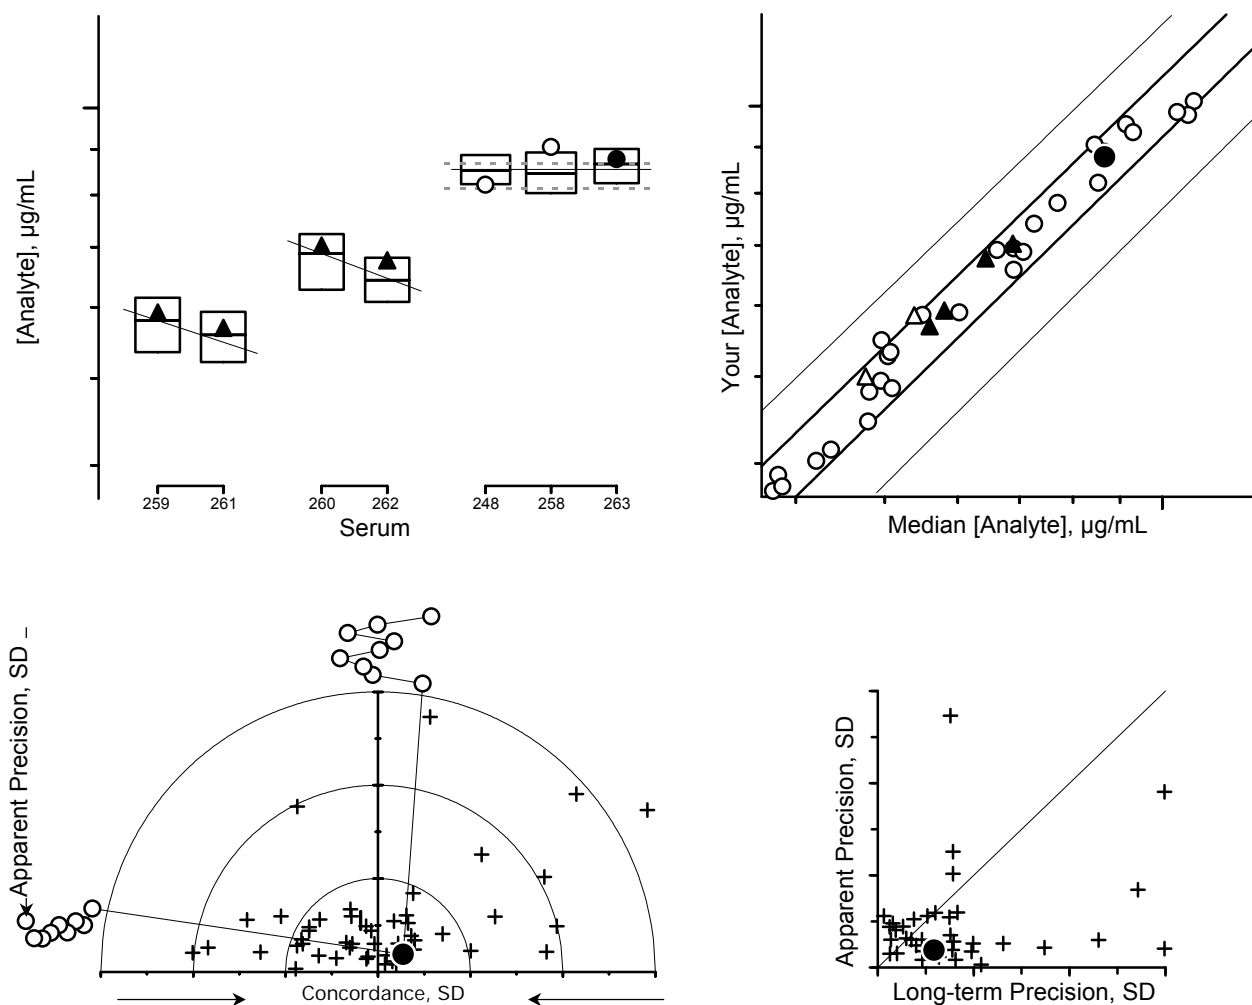 [Analyte], µg/mL
259
261
260
262
248
258
263
Serum
Your [Analyte], µg/mL
Median [Analyte], µg/mL
Apparent Precision, SD
Concordance, SD
Apparent Precision, SD
Long-term Precision, SD